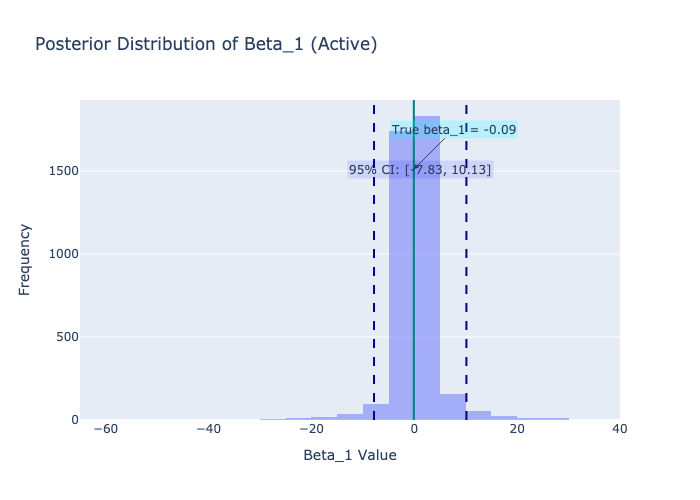 Posterior Distribution of Beta_1 (Active)
True beta_1 = -0.09
95% CI: [-7.83, 10.13]
1500
1000
500
0
Frequency
−60
−40
−20
0
20
40
Beta_1 Value